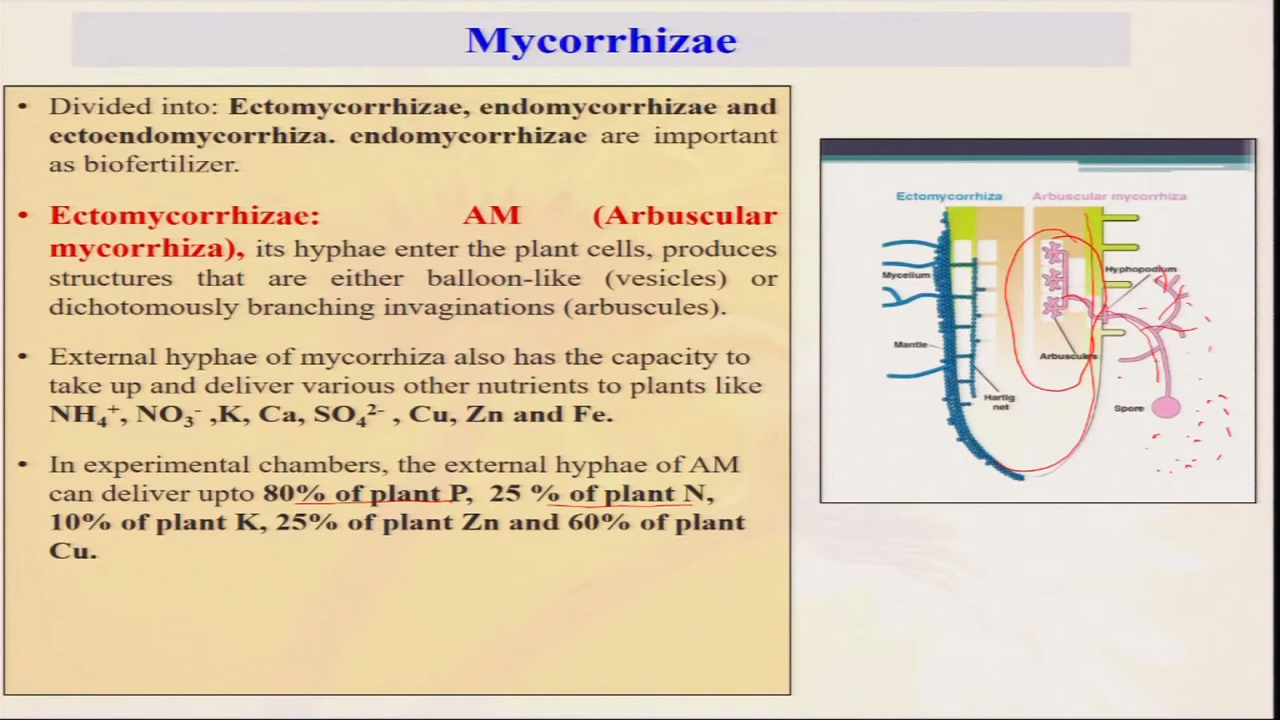 Mycorrhizae
• Divided into: Ectomycorrhizae, endomycorrhizae and
ectoendomycorrhiza. endomycorrhizae are important
as biofertilizer.
• Ectomycorrhizae: AM (Arbuscular
mycorrhiza), its hyphae enter the plant cells, produces
structures that are either balloon-like (vesicles) or
dichotomously branching invaginations (arbuscules).
• External hyphae of mycorrhiza also has the capacity to
take up and deliver various other nutrients to plants like
NH₄⁺, NO₃⁻ ,K, Ca, SO₄²⁻ , Cu, Zn and Fe.
• In experimental chambers, the external hyphae of AM
can deliver upto 80% of plant P, 25 % of plant N,
10% of plant K, 25% of plant Zn and 60% of plant
Cu.
Ectomycorrhiza
Arbuscular mycorrhiza
Mycelium
Hyphopodium
Mantle
Arbuscules
Hartig
net
Spore